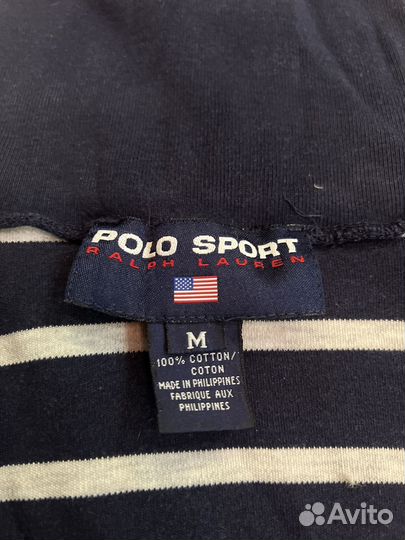 POLO SPORT
RALPH LAUREN
M
100% COTTON/
COTON
MADE IN PHILIPPINES
FABRIQUE AUX
PHILIPPINES
Avito